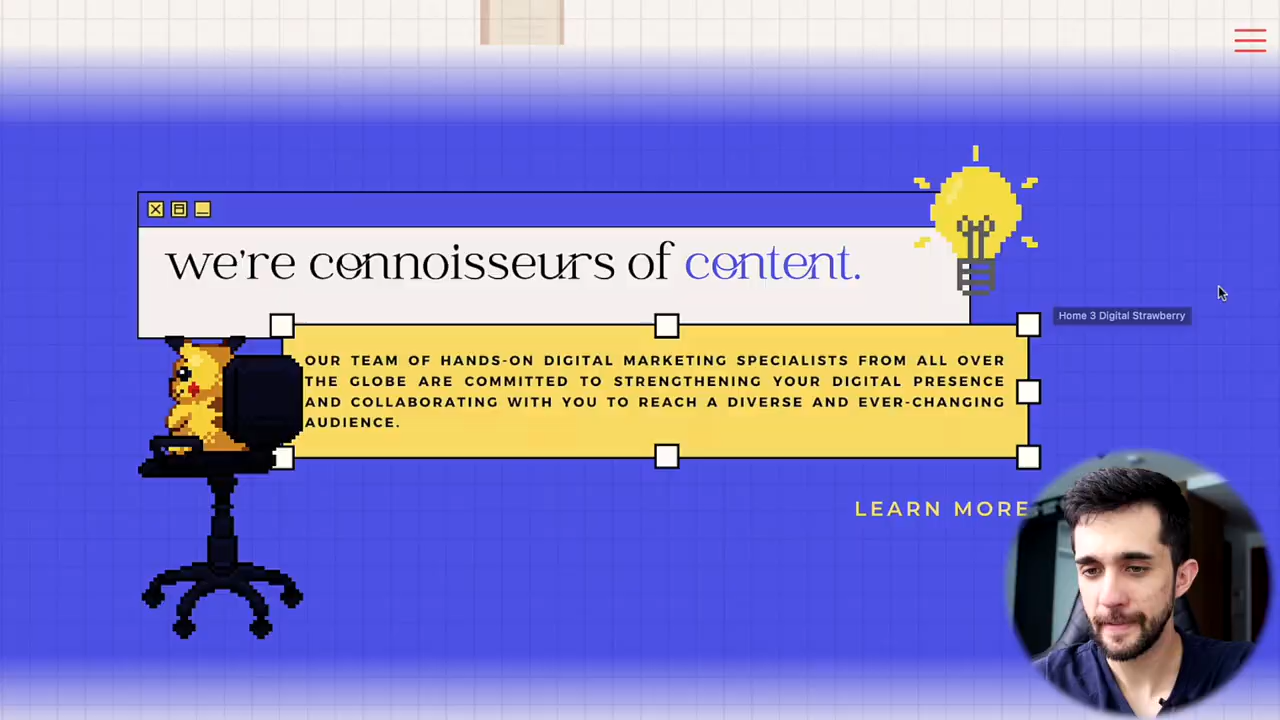 we're connoisseurs of content.
Home 3 Digital Strawberry
OUR TEAM OF HANDS-ON DIGITAL MARKETING SPECIALISTS FROM ALL OVER
THE GLOBE ARE COMMITTED TO STRENGTHENING YOUR DIGITAL PRESENCE
AND COLLABORATING WITH YOU TO REACH A DIVERSE AND EVER-CHANGING
AUDIENCE.
LEARN MORE